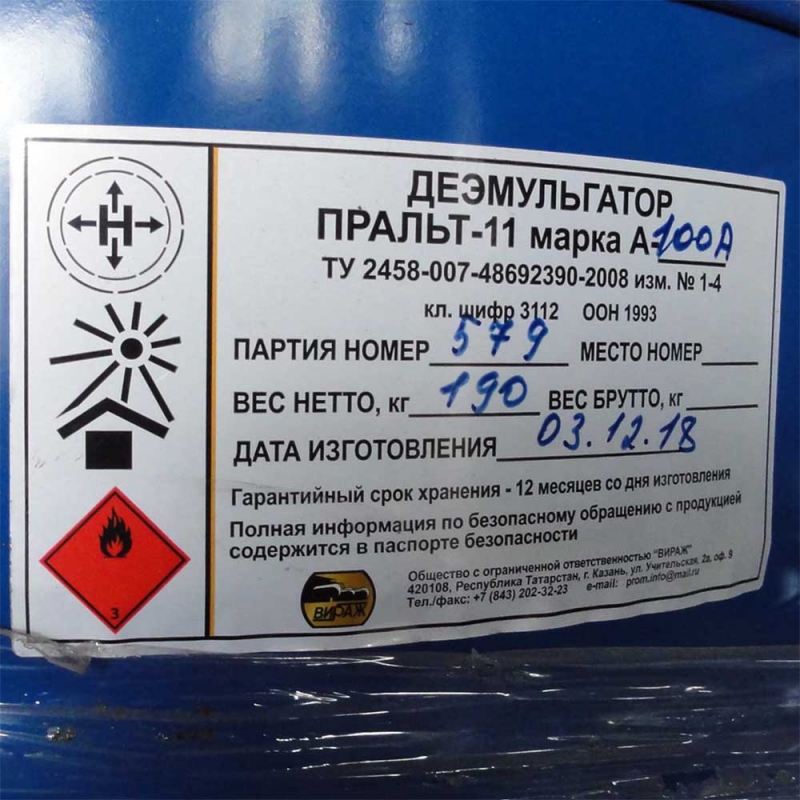 Н
3
ДЕЭМУЛЬГАТОР
ПРАЛЬТ-11 марка А-100А
ТУ 2458-007-48692390-2008 изм. № 1-4
кл. шифр 3112 ООН 1993
ПАРТИЯ НОМЕР 579 МЕСТО НОМЕР
ВЕС НЕТТО, кг 190 ВЕС БРУТТО, кг
ДАТА ИЗГОТОВЛЕНИЯ 03.12.18
Гарантийный срок хранения - 12 месяцев со дня изготовления
Полная информация по безопасному обращению с продукцией
содержится в паспорте безопасности
ВИРАЖ
Общество с ограниченной ответственностью "ВИРАЖ"
420108, Республика Татарстан, г. Казань, ул. Учительская, 2а, оф. 9
Тел./факс: +7 (843) 202-32-23 e-mail: prom.info@mail.ru